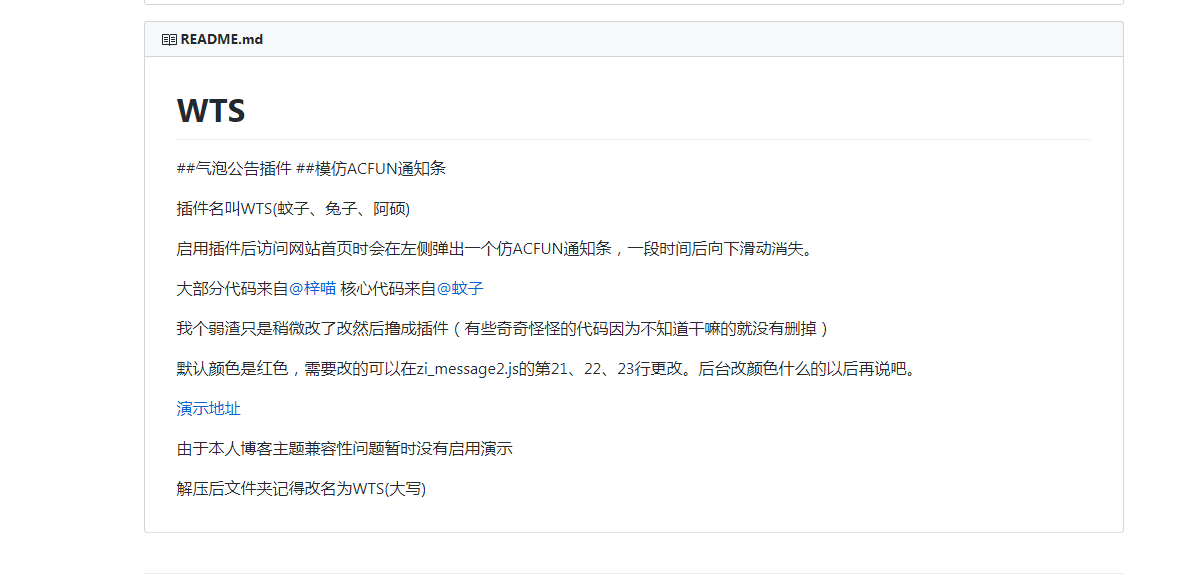 README.md
WTS
##气泡公告插件 ##模仿ACFUN通知条
插件名叫WTS(蚊子、兔子、阿硕)
启用插件后访问网站首页时会在左侧弹出一个仿ACFUN通知条，一段时间后向下滑动消失。
大部分代码来自@梓喵 核心代码来自@蚊子
我个弱渣只是稍微改了改然后撸成插件（有些奇奇怪怪的代码因为不知道干嘛的就没有删掉）
默认颜色是红色，需要改的可以在zi_message2.js的第21、22、23行更改。后台改颜色什么的以后再说吧。
演示地址
由于本人博客主题兼容性问题暂时没有启用演示
解压后文件夹记得改名为WTS(大写)